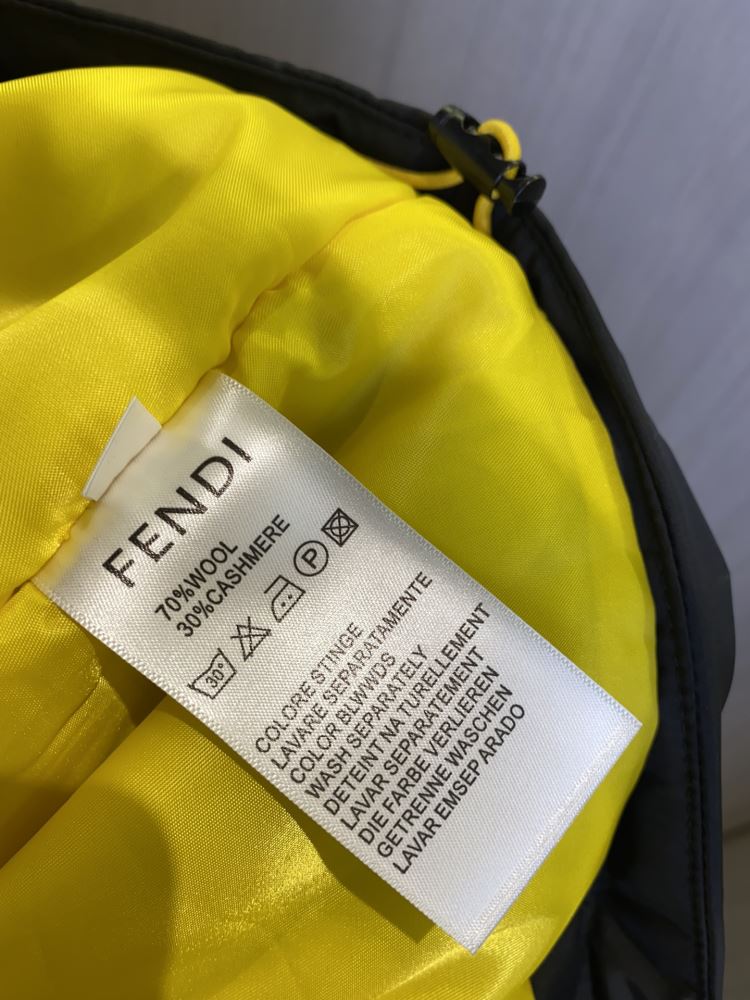 FENDI
70%WOOL
30%CASHMERE
30° P
COLORE STINGE
LAVARE SEPARATAMENTE
COLOR BLWWDS
WASH SEPARATELY
DETEINT NA TURELLEMENT
LAVAR SEPARATEMENT
DIE FARBE VERLIEREN
GETRENNE WASCHEN
LAVAR EMSEP ARADO